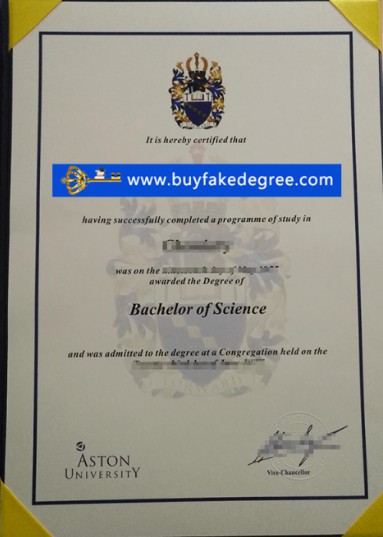 It is hereby certified that
www.buyfakedegree.com
having successfully completed a programme of study in
was on the
awarded the Degree of
Bachelor of Science
and was admitted to the degree at a Congregation held on the
ASTON
UNIVERSITY
Vice-Chancellor